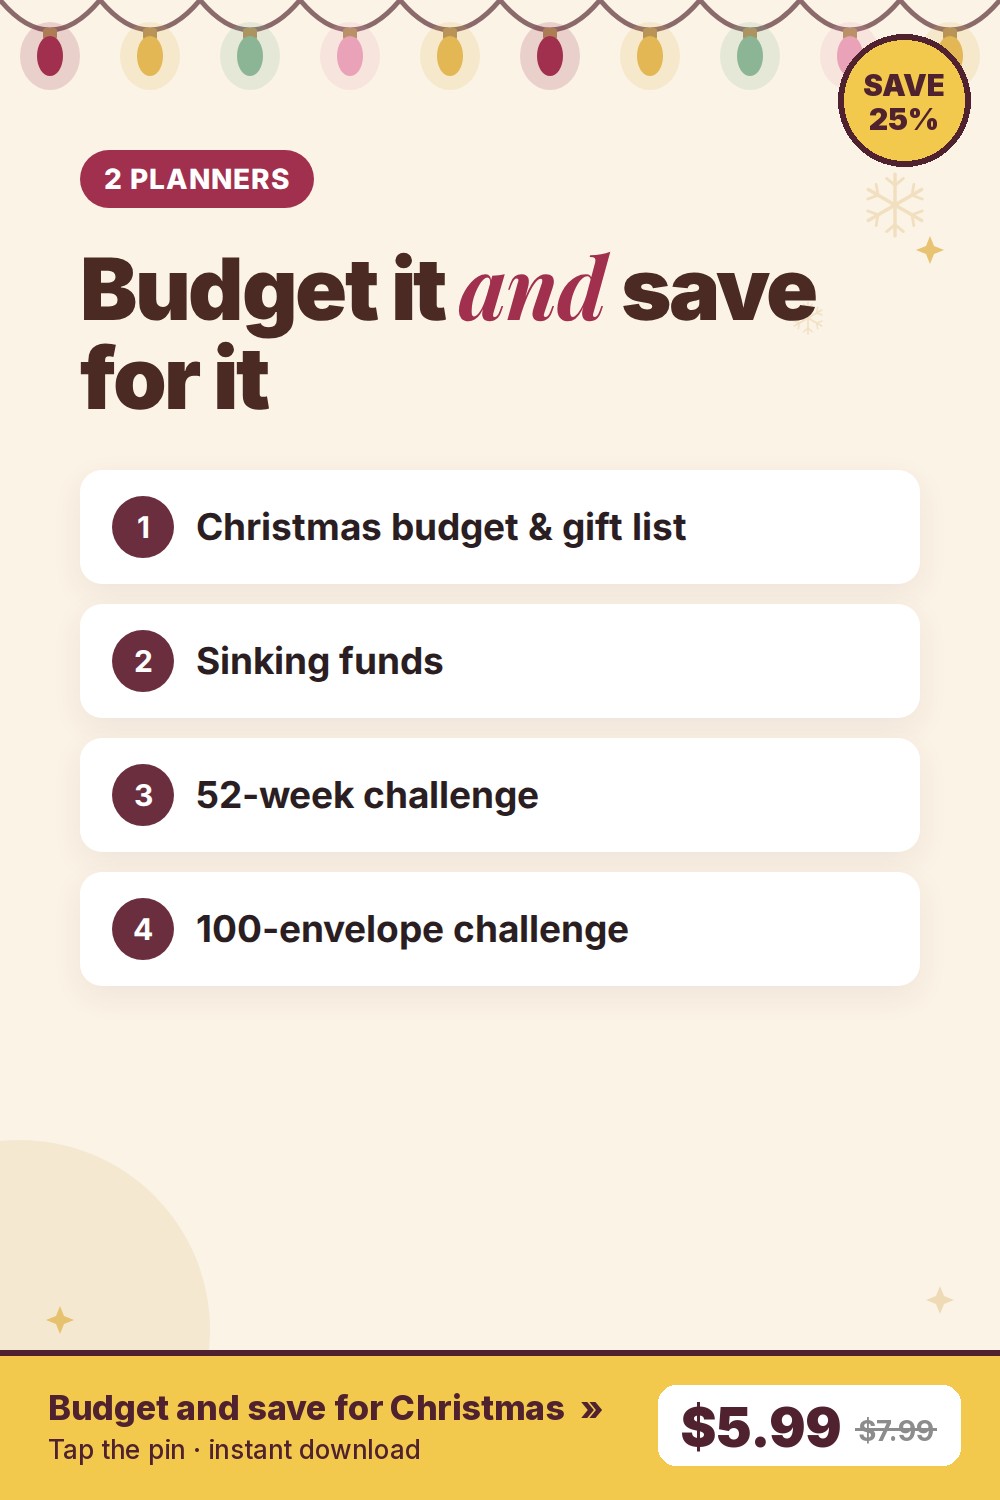 SAVE
25%
2 PLANNERS
Budget it and save
for it
1 Christmas budget & gift list
2 Sinking funds
3 52-week challenge
4 100-envelope challenge
Budget and save for Christmas »
Tap the pin · instant download
$5.99 $7.99